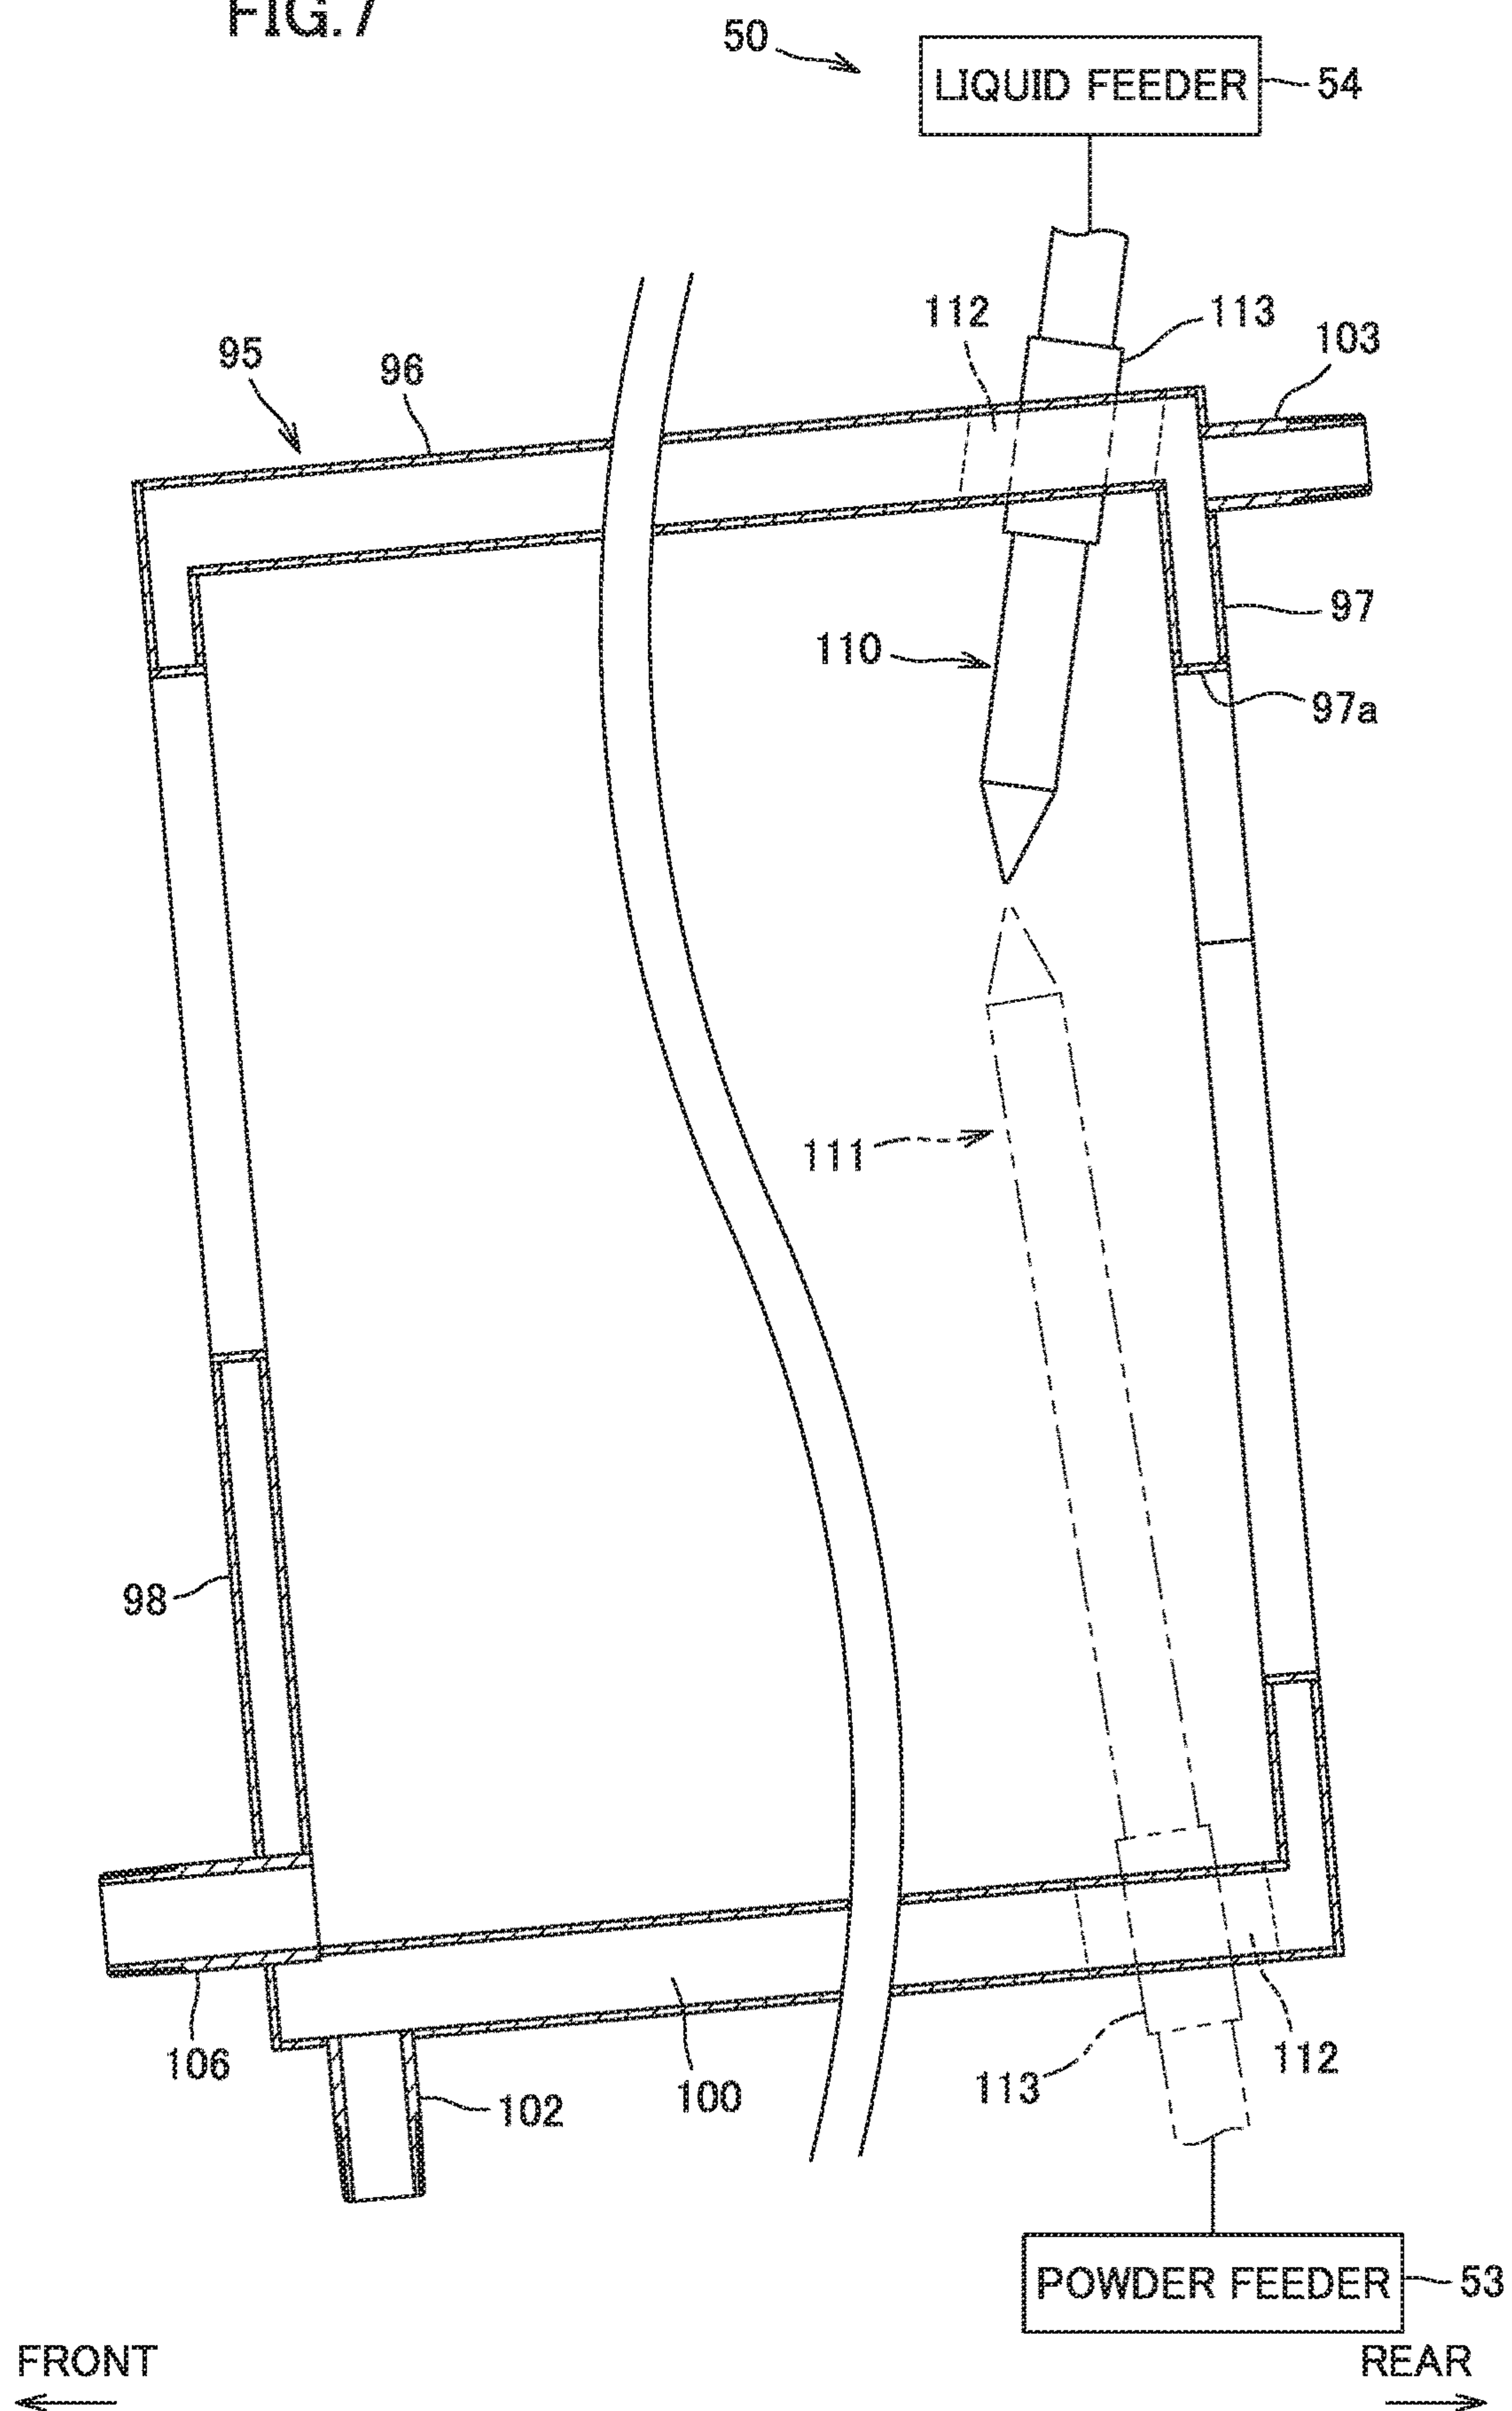 FIG.7
50
LIQUID FEEDER
54
112
113
103
95
96
97
110
97a
111
98
106
102
100
113
112
POWDER FEEDER
53
FRONT
REAR